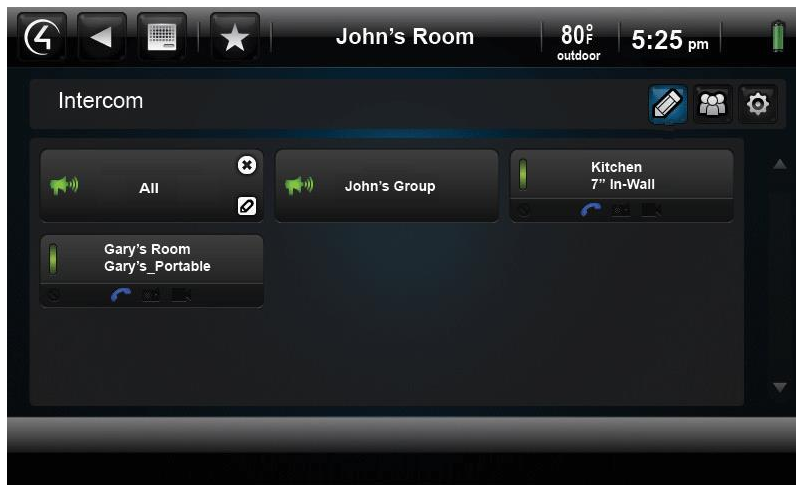 John's Room
80°F
outdoor
5:25 pm
Intercom
All
John's Group
Kitchen
7” In-Wall
Gary's Room
Gary's_Portable